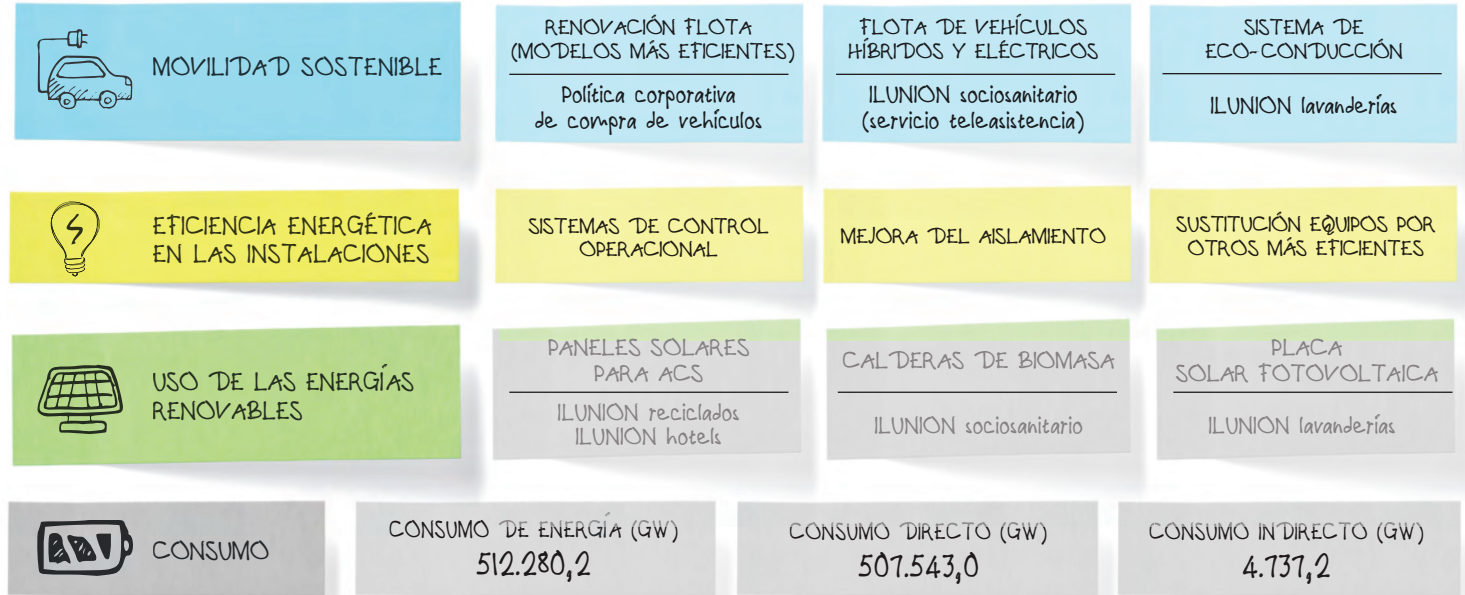 MOVILIDAD SOSTENIBLE
RENOVACIÓN FLOTA
(MODELOS MÁS EFICIENTES)
Política corporativa
de compra de vehículos
FLOTA DE VEHÍCULOS
HÍBRIDOS Y ELÉCTRICOS
ILUNION sociosanitario
(servicio teleasistencia)
SISTEMA DE
ECO-CONDUCCIÓN
ILUNION lavanderías
EFICIENCIA ENERGÉTICA
EN LAS INSTALACIONES
SISTEMAS DE CONTROL
OPERACIONAL
MEJORA DEL AISLAMIENTO
SUSTITUCIÓN EQUIPOS POR
OTROS MÁS EFICIENTES
USO DE LAS ENERGÍAS
RENOVABLES
PANELES SOLARES
PARA ACS
ILUNION reciclados
ILUNION hotels
CALDERAS DE BIOMASA
ILUNION sociosanitario
PLACA
SOLAR FOTOVOLTAICA
ILUNION lavanderías
CONSUMO
CONSUMO DE ENERGÍA (GW)
512.280,2
CONSUMO DIRECTO (GW)
507.543,0
CONSUMO INDIRECTO (GW)
4.737,2